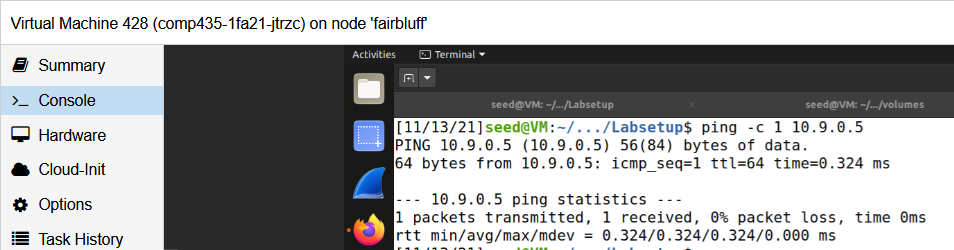 Virtual Machine 428 (comp435-1fa21-jtrzc) on node 'fairbluff'
Summary
Console
Hardware
Cloud-Init
Options
Task History
Activities
Terminal
seed@VM: ~/.../Labsetup
seed@VM: ~/.../volumes
[11/13/21]seed@VM:~/.../Labsetup$ ping -c 1 10.9.0.5
PING 10.9.0.5 (10.9.0.5) 56(84) bytes of data.
64 bytes from 10.9.0.5: icmp_seq=1 ttl=64 time=0.324 ms
--- 10.9.0.5 ping statistics ---
1 packets transmitted, 1 received, 0% packet loss, time 0ms
rtt min/avg/max/mdev = 0.324/0.324/0.324/0.000 ms